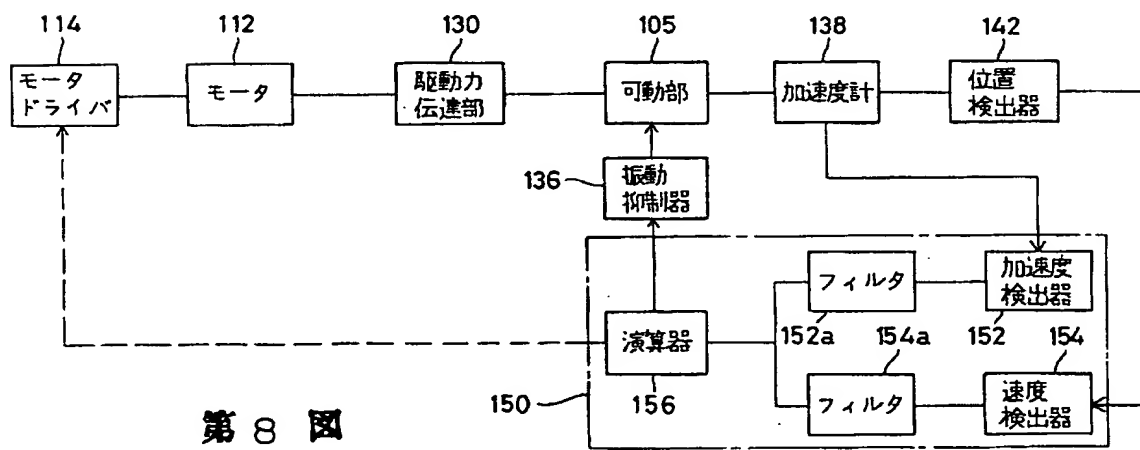 114
112
130
105
138
142
モータ
ドライバ
モータ
駆動力
伝達部
可動部
加速度計
位置
検出器
136
振動
抑制器
フィルタ
加速度
検出器
演算器
152a
154a
152
154
150
156
フィルタ
速度
検出器
第8図